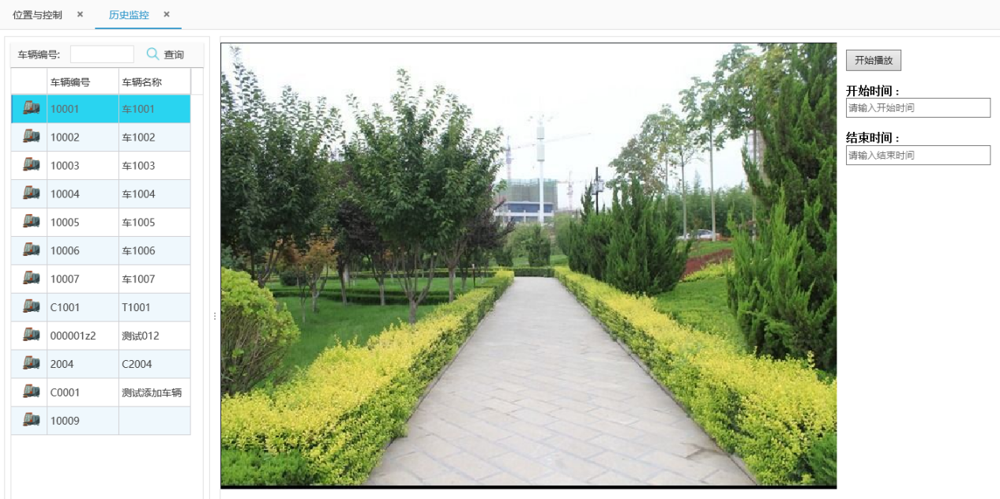 位置与控制 × 历史监控 ×
车辆编号: 查询
车辆编号 车辆名称
10001 车1001
10002 车1002
10003 车1003
10004 车1004
10005 车1005
10006 车1006
10007 车1007
C1001 T1001
000001z2 测试012
2004 C2004
C0001 测试添加车辆
10009
开始播放
开始时间：
请输入开始时间
结束时间：
请输入结束时间